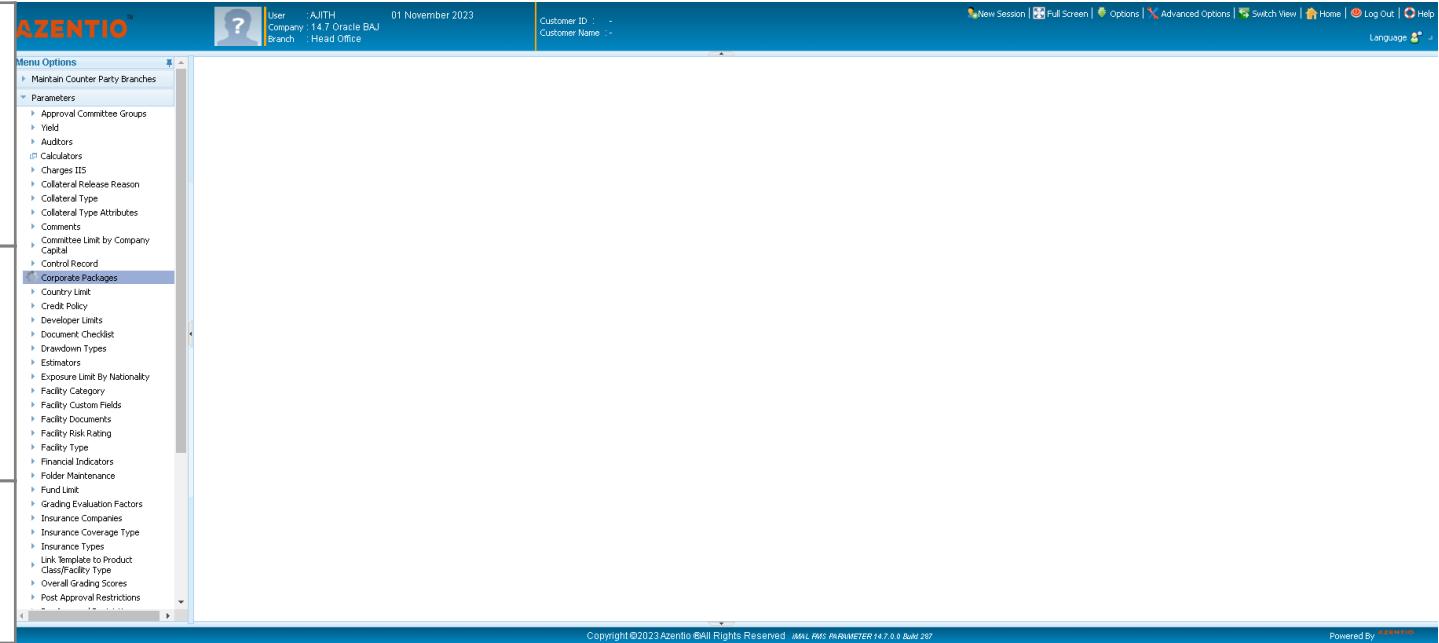 AZENTIO
User : AJITH 01 November 2023
Company : 14.7 Oracle BAJ
Branch : Head Office
Customer ID : -
Customer Name : -
New Session | Full Screen | Options | Advanced Options | Switch View | Home | Log Out | Help
Language
Menu Options
Maintain Counter Party Branches
Parameters
Approval Committee Groups
Yield
Auditors
Calculators
Charges IIS
Collateral Release Reason
Collateral Type
Collateral Type Attributes
Comments
Committee Limit by Company
Capital
Control Record
Corporate Packages
Country Limit
Credit Policy
Developer Limits
Document Checklist
Drawdown Types
Estimators
Exposure Limit By Nationality
Facility Category
Facility Custom Fields
Facility Documents
Facility Risk Rating
Facility Type
Financial Indicators
Folder Maintenance
Fund Limit
Grading Evaluation Factors
Insurance Companies
Insurance Coverage Type
Insurance Types
Link Template to Product
Class/Facility Type
Overall Grading Scores
Post Approval Restrictions
Copyright ©2023 Azentio ®All Rights Reserved iMAL FMS PARAMETER 14.7.0.0 Build 287
Powered By AZENTIO